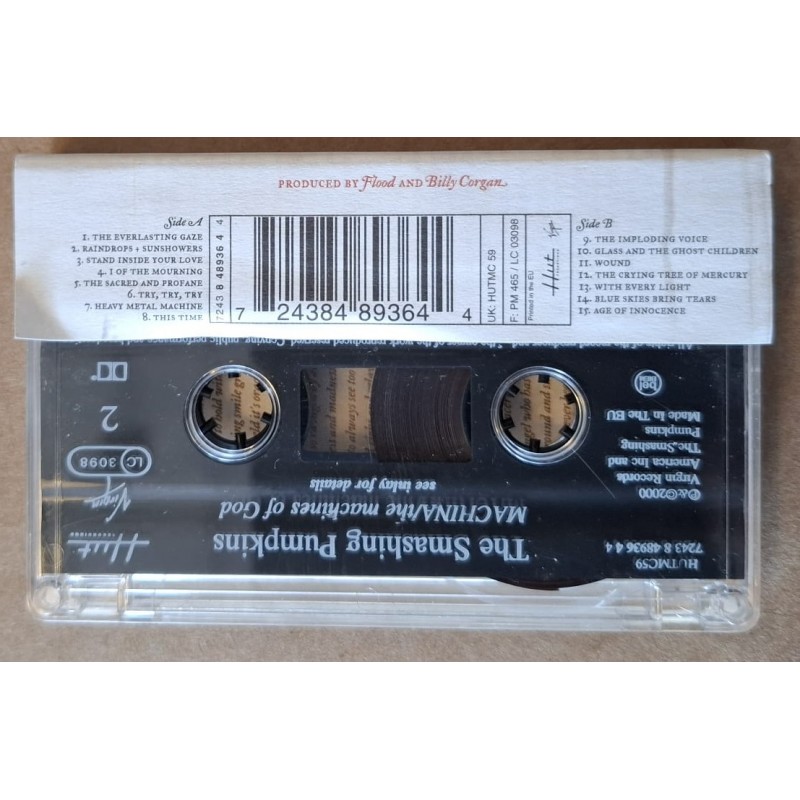 PRODUCED BY Flood AND Billy Corgan
Side A
1. THE EVERLASTING GAZE
2. RAINDROPS + SUNSHOWERS
3. STAND INSIDE YOUR LOVE
4. I OF THE MOURNING
5. THE SACRED AND PROFANE
6. TRY, TRY, TRY
7. HEAVY METAL MACHINE
8. THIS TIME
7243 8 48936 4 4
7 24384 89364 4
UK: HUTMC 59
F: PM 465 / LC 03098
Printed in the EU
Hut
Virgin
Side B
9. THE IMPLODING VOICE
10. GLASS AND THE GHOST CHILDREN
11. WOUND
12. THE CRYING TREE OF MERCURY
13. WITH EVERY LIGHT
14. BLUE SKIES BRING TEARS
15. AGE OF INNOCENCE
HUTMC59
7243 8 48936 4 4
The Smashing Pumpkins
MACHINA/the machines of God
see inlay for details
Hut
RECORDINGS
Virgin
LC 3098
2
℗&©2000
Virgin Records
America Inc and
The Smashing
Pumpkins
Made In The EU